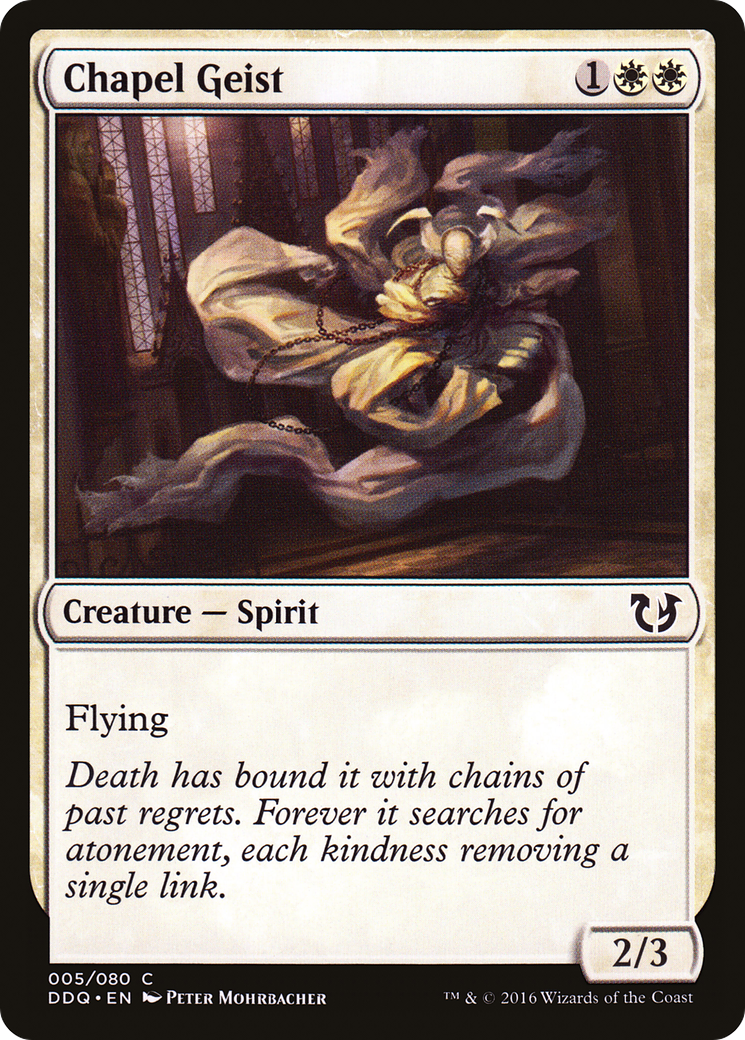 Chapel Geist 1
Creature — Spirit
Flying
Death has bound it with chains of
past regrets. Forever it searches for
atonement, each kindness removing a
single link.
2/3
005/080 C
DDQ • EN Peter Mohrbacher
™ & © 2016 Wizards of the Coast